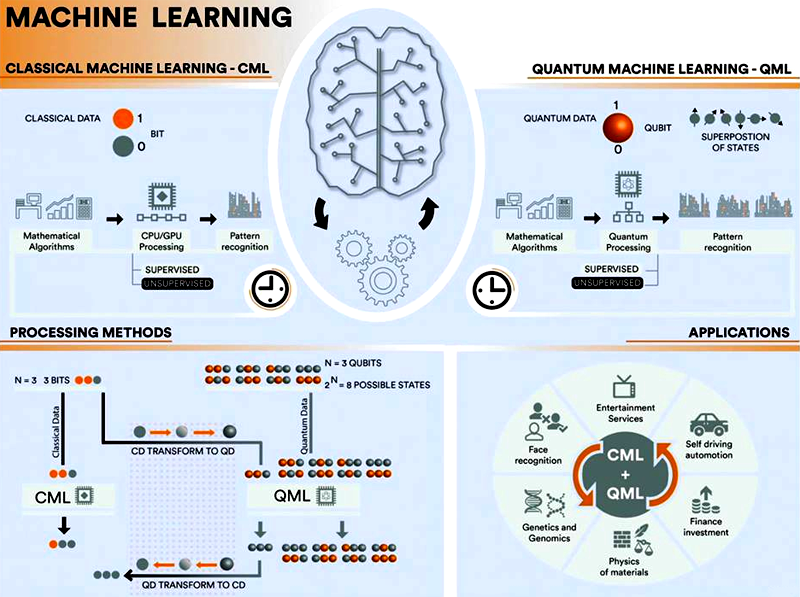 MACHINE LEARNING
CLASSICAL MACHINE LEARNING - CML
CLASSICAL DATA
1
BIT
0
Mathematical
Algorithms
CPU/GPU
Processing
Pattern
recognition
SUPERVISED
UNSUPERVISED
QUANTUM MACHINE LEARNING - QML
1
QUANTUM DATA
QUBIT
0
SUPERPOSTION
OF STATES
Mathematical
Algorithms
Quantum
Processing
Pattern
recognition
SUPERVISED
UNSUPERVISED
PROCESSING METHODS
N = 3 3 BITS
N = 3 QUBITS
2^N = 8 POSSIBLE STATES
Classical Data
Quantum Data
CD TRANSFORM TO QD
CML
QML
QD TRANSFORM TO CD
APPLICATIONS
Entertainment
Services
Face
recognition
Self driving
automotion
CML
+
QML
Genetics and
Genomics
Finance
investment
Physics
of materials